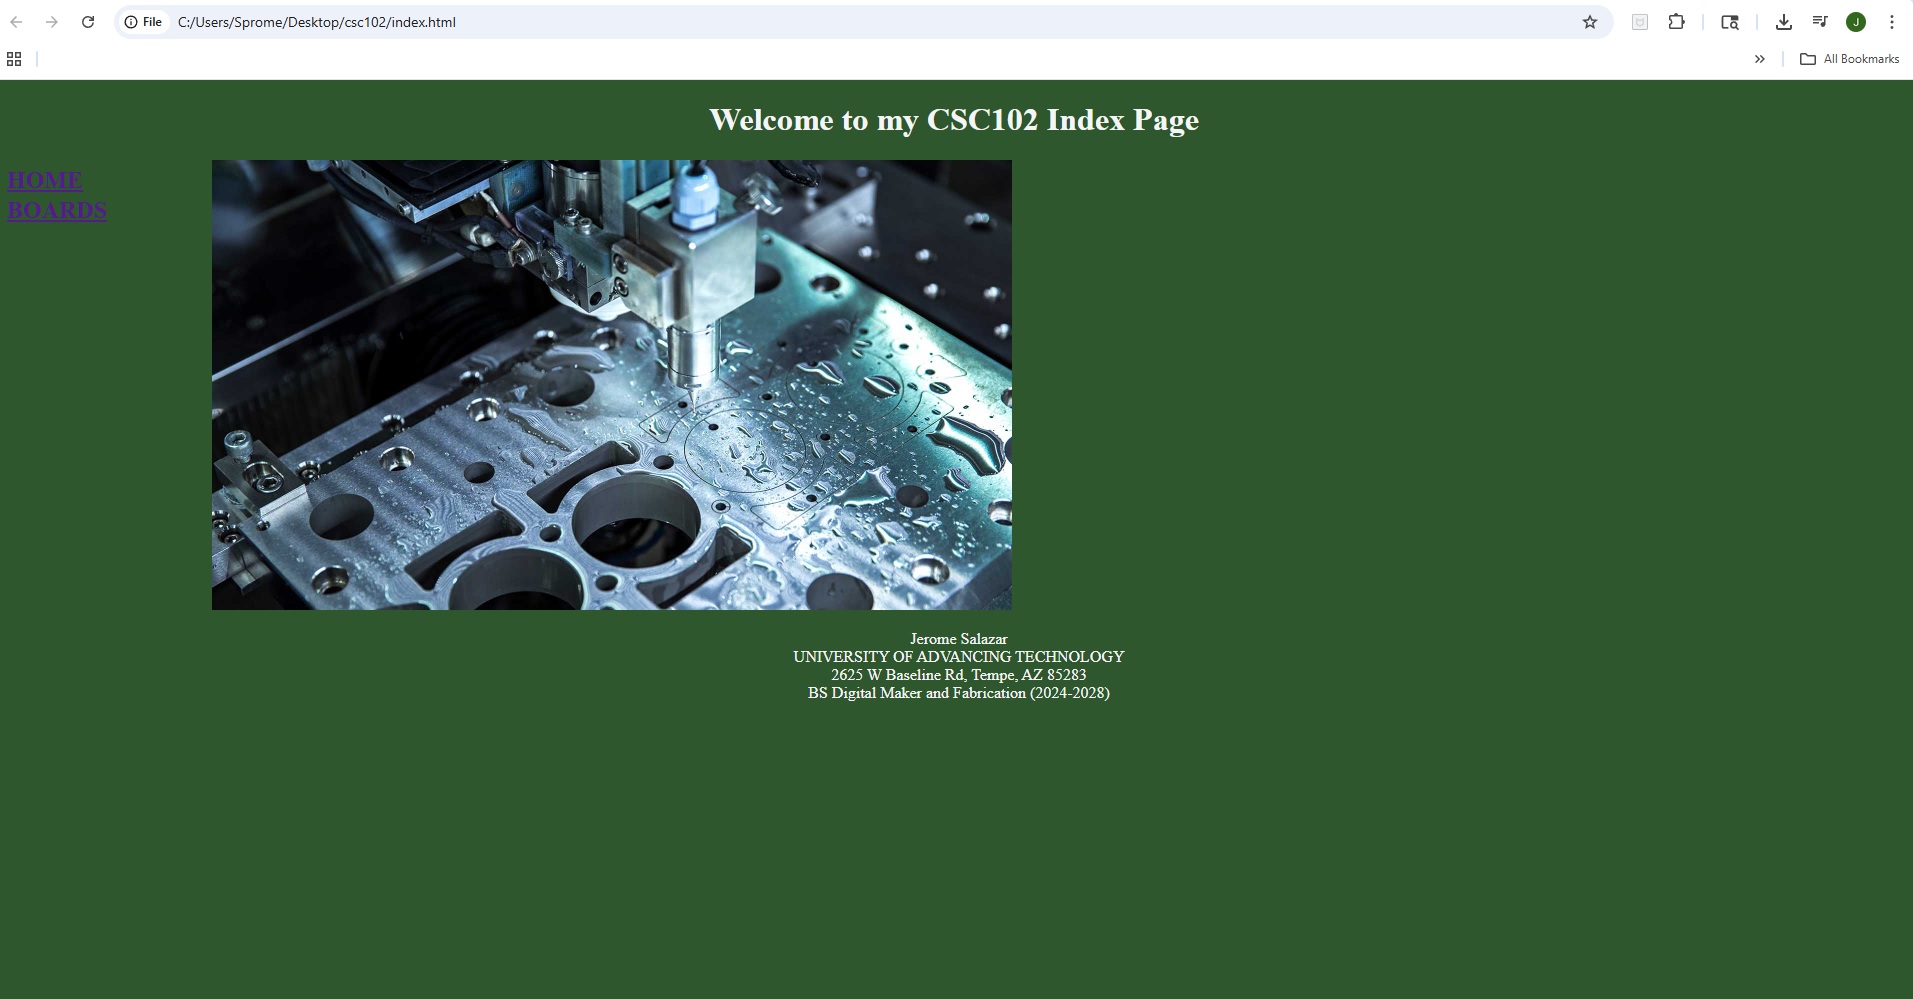 File
C:/Users/Sprome/Desktop/csc102/index.html
J
All Bookmarks
Welcome to my CSC102 Index Page
HOME
BOARDS
Jerome Salazar
UNIVERSITY OF ADVANCING TECHNOLOGY
2625 W Baseline Rd, Tempe, AZ 85283
BS Digital Maker and Fabrication (2024-2028)